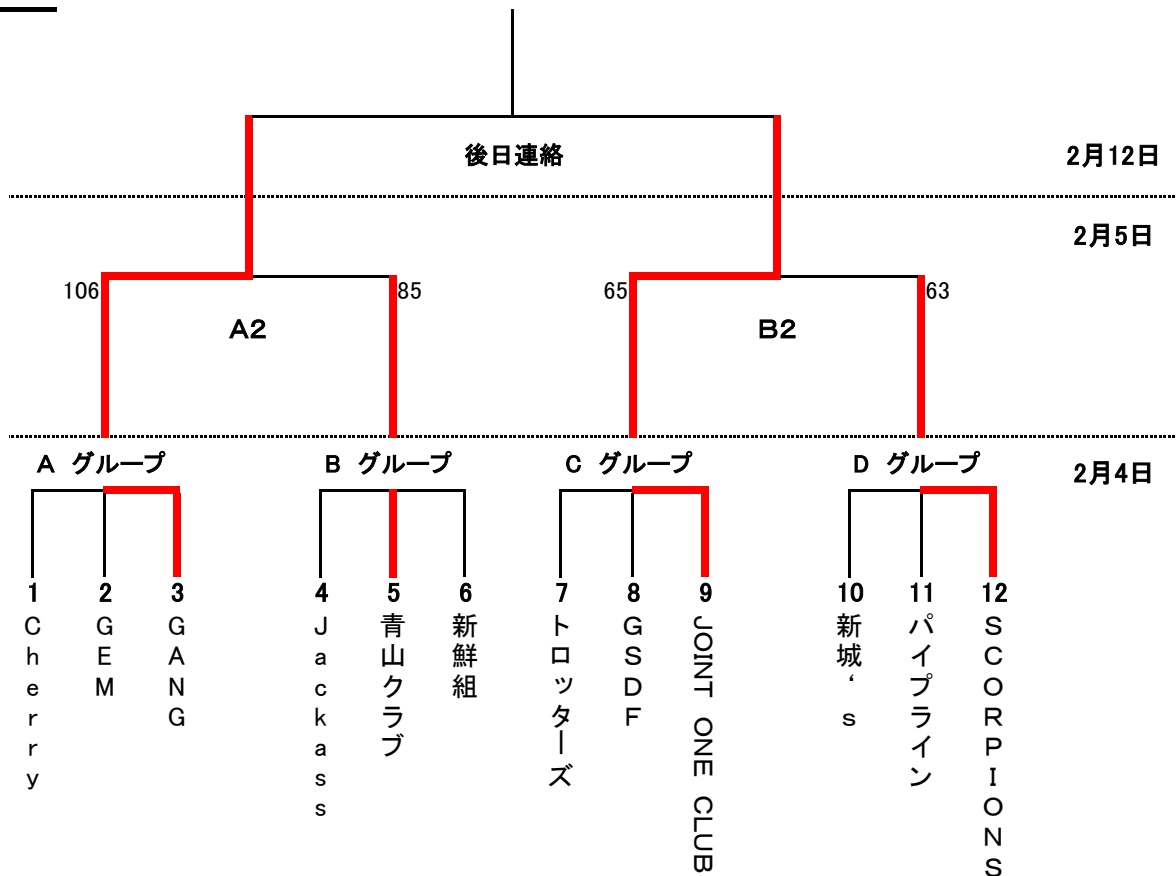 後日連絡
2月12日
2月5日
106
85
65
63
A2
B2
A グループ
B グループ
C グループ
D グループ
2月4日
1
2
3
4
5
6
7
8
9
10
11
12
Cherry
GEM
GANG
Jackass
青山クラブ
新鮮組
トロッターズ
GSDF
JOINT ONE CLUB
新城‘s
パイプライン
SCORPIONS